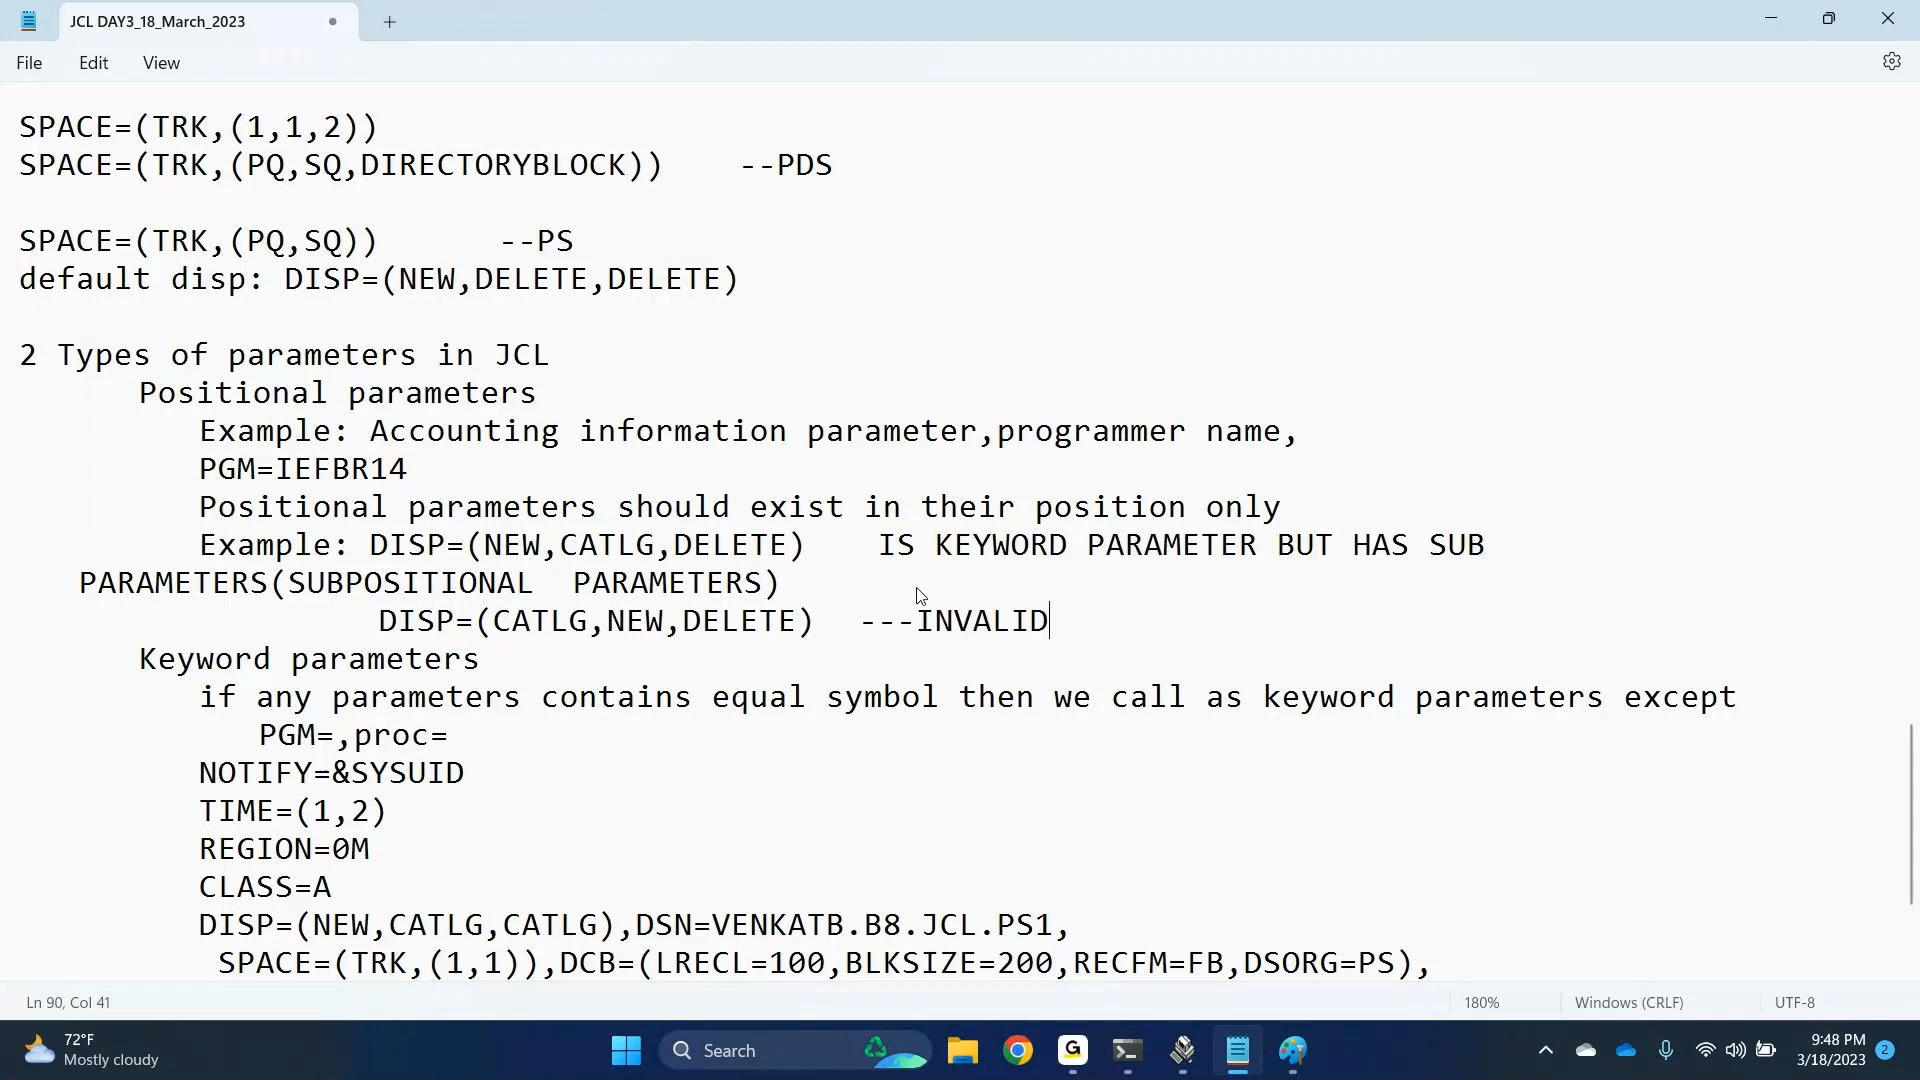 JCL DAY3_18_March_2023
File Edit View
SPACE=(TRK,(1,1,2))
SPACE=(TRK,(PQ,SQ,DIRECTORYBLOCK)) --PDS
SPACE=(TRK,(PQ,SQ)) --PS
default disp: DISP=(NEW,DELETE,DELETE)
2 Types of parameters in JCL
Positional parameters
Example: Accounting information parameter,programmer name,
PGM=IEFBR14
Positional parameters should exist in their position only
Example: DISP=(NEW,CATLG,DELETE) IS KEYWORD PARAMETER BUT HAS SUB
PARAMETERS(SUBPOSITIONAL PARAMETERS)
DISP=(CATLG,NEW,DELETE) ---INVALID
Keyword parameters
if any parameters contains equal symbol then we call as keyword parameters except
PGM=,proc=
NOTIFY=&SYSUID
TIME=(1,2)
REGION=0M
CLASS=A
DISP=(NEW,CATLG,CATLG),DSN=VENKATB.B8.JCL.PS1,
SPACE=(TRK,(1,1)),DCB=(LRECL=100,BLKSIZE=200,RECFM=FB,DSORG=PS),
Ln 90, Col 41 180% Windows (CRLF) UTF-8
72°F
Mostly cloudy
Search
G
9:48 PM
3/18/2023
2